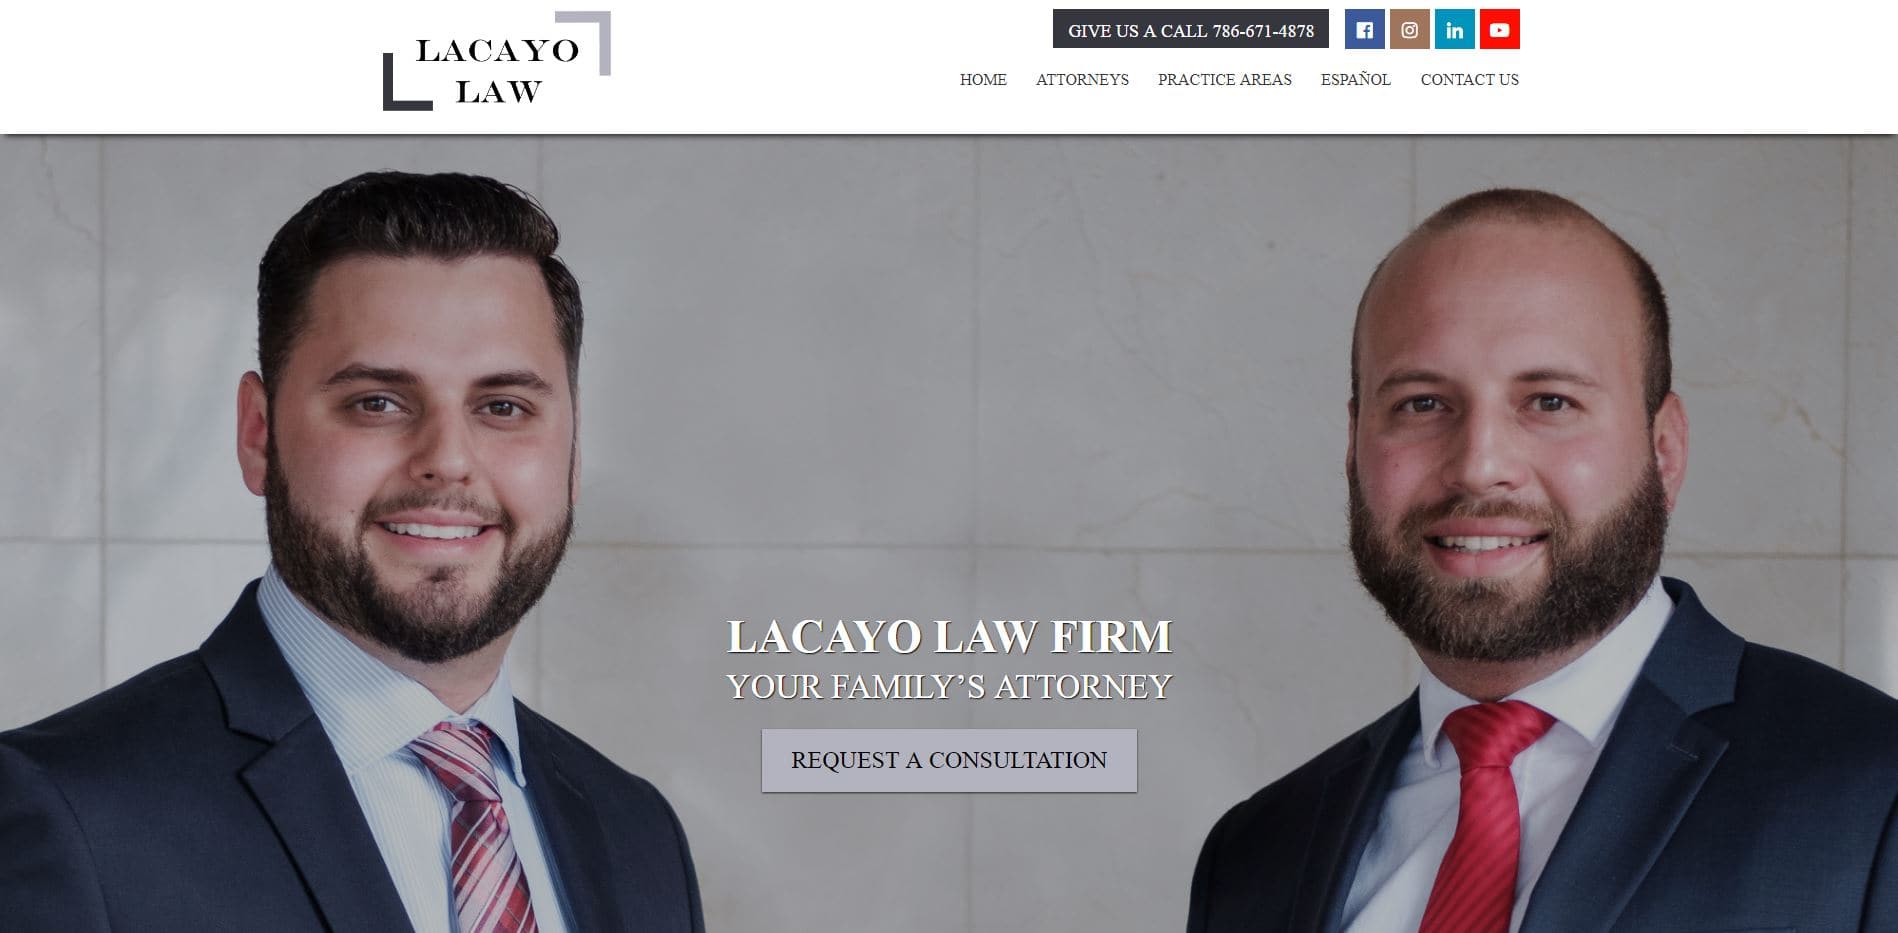 LACAYO
LAW
GIVE US A CALL 786-671-4878
HOME ATTORNEYS PRACTICE AREAS ESPAÑOL CONTACT US
LACAYO LAW FIRM
YOUR FAMILY’S ATTORNEY
REQUEST A CONSULTATION